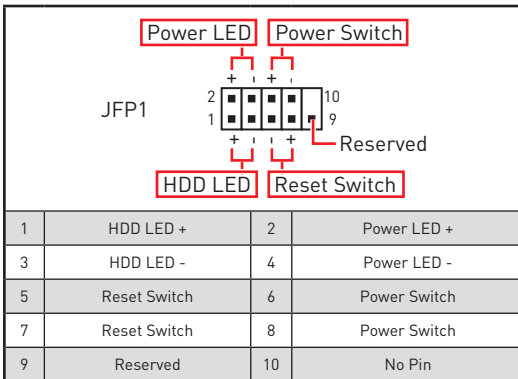 Power LED Power Switch
+ - + -
JFP1
2 10
1 9
+ - - +
Reserved
HDD LED Reset Switch
1 HDD LED + 2 Power LED +
3 HDD LED - 4 Power LED -
5 Reset Switch 6 Power Switch
7 Reset Switch 8 Power Switch
9 Reserved 10 No Pin